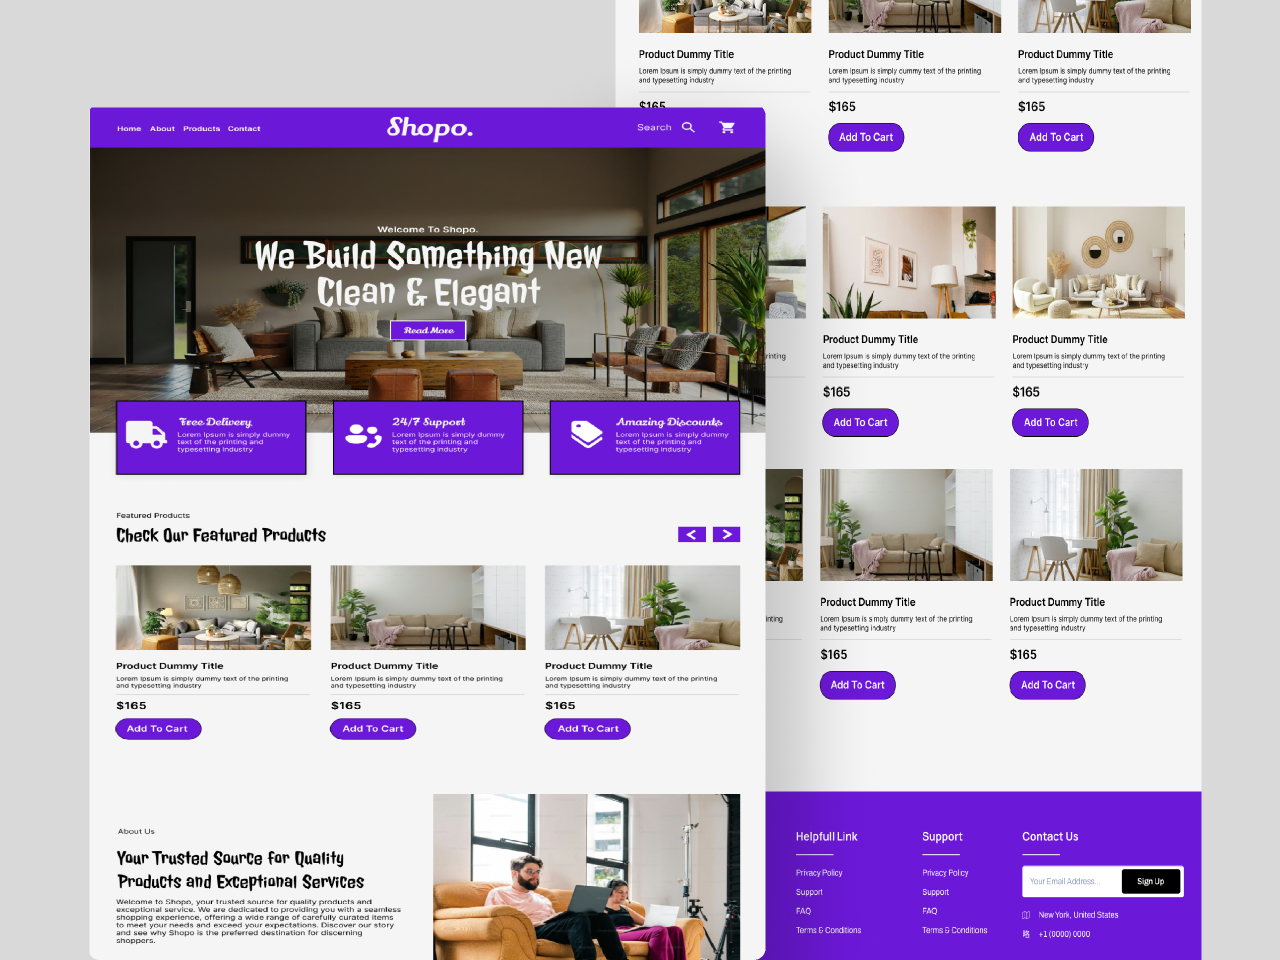 Home About Products Contact
Shopo.
Search
Welcome To Shopo.
We Build Something New
Clean & Elegant
Read More
Free Delivery
Lorem Ipsum is simply dummy
text of the printing and
typesetting industry
24/7 Support
Lorem Ipsum is simply dummy
text of the printing and
typesetting industry
Amazing Discounts
Lorem Ipsum is simply dummy
text of the printing and
typesetting industry
Featured Products
Check Our Featured Products
< >
Product Dummy Title
Lorem Ipsum is simply dummy text of the printing
and typesetting industry
$165
Add To Cart
Product Dummy Title
Lorem Ipsum is simply dummy text of the printing
and typesetting industry
$165
Add To Cart
Product Dummy Title
Lorem Ipsum is simply dummy text of the printing
and typesetting industry
$165
Add To Cart
About Us
Your Trusted Source for Quality
Products and Exceptional Services
Welcome to Shopo, your trusted source for quality products and
exceptional service. We are dedicated to providing you with a seamless
shopping experience, offering a wide range of carefully curated items
to meet your needs and exceed your expectations. Discover our story
and see why Shopo is the preferred destination for discerning
shoppers.
Product Dummy Title
Lorem Ipsum is simply dummy text of the printing
and typesetting industry
$165
Product Dummy Title
Lorem Ipsum is simply dummy text of the printing
and typesetting industry
$165
Add To Cart
Product Dummy Title
Lorem Ipsum is simply dummy text of the printing
and typesetting industry
$165
Add To Cart
Product Dummy Title
Lorem Ipsum is simply dummy text of the printing
and typesetting industry
$165
Add To Cart
Product Dummy Title
Lorem Ipsum is simply dummy text of the printing
and typesetting industry
$165
Add To Cart
Product Dummy Title
Lorem Ipsum is simply dummy text of the printing
and typesetting industry
$165
Add To Cart
Product Dummy Title
Lorem Ipsum is simply dummy text of the printing
and typesetting industry
$165
Add To Cart
Helpfull Link
Privacy Policy
Support
FAQ
Terms & Conditions
Support
Privacy Policy
Support
FAQ
Terms & Conditions
Contact Us
Your Email Address...
Sign Up
New York, United States
+1 (0000) 0000